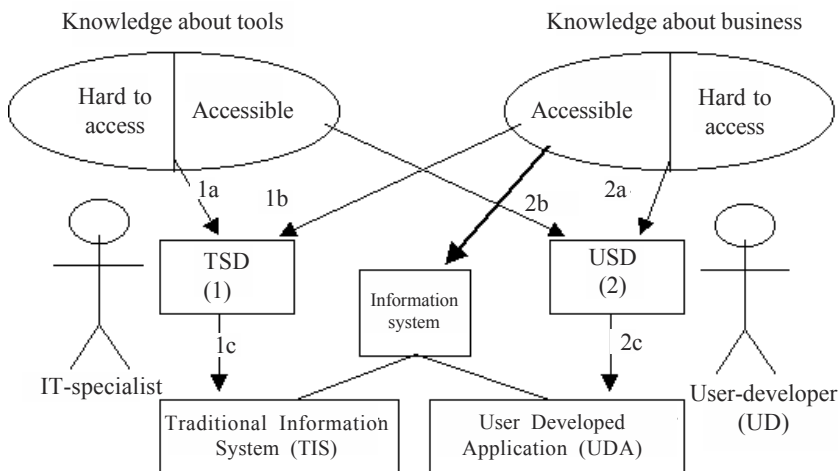 Knowledge about tools
Knowledge about business
Hard to
access
Accessible
Accessible
Hard to
access
1a
1b
2b
2a
TSD
(1)
USD
(2)
Information
system
1c
2c
IT-specialist
User-developer
(UD)
Traditional Information
System (TIS)
User Developed
Application (UDA)